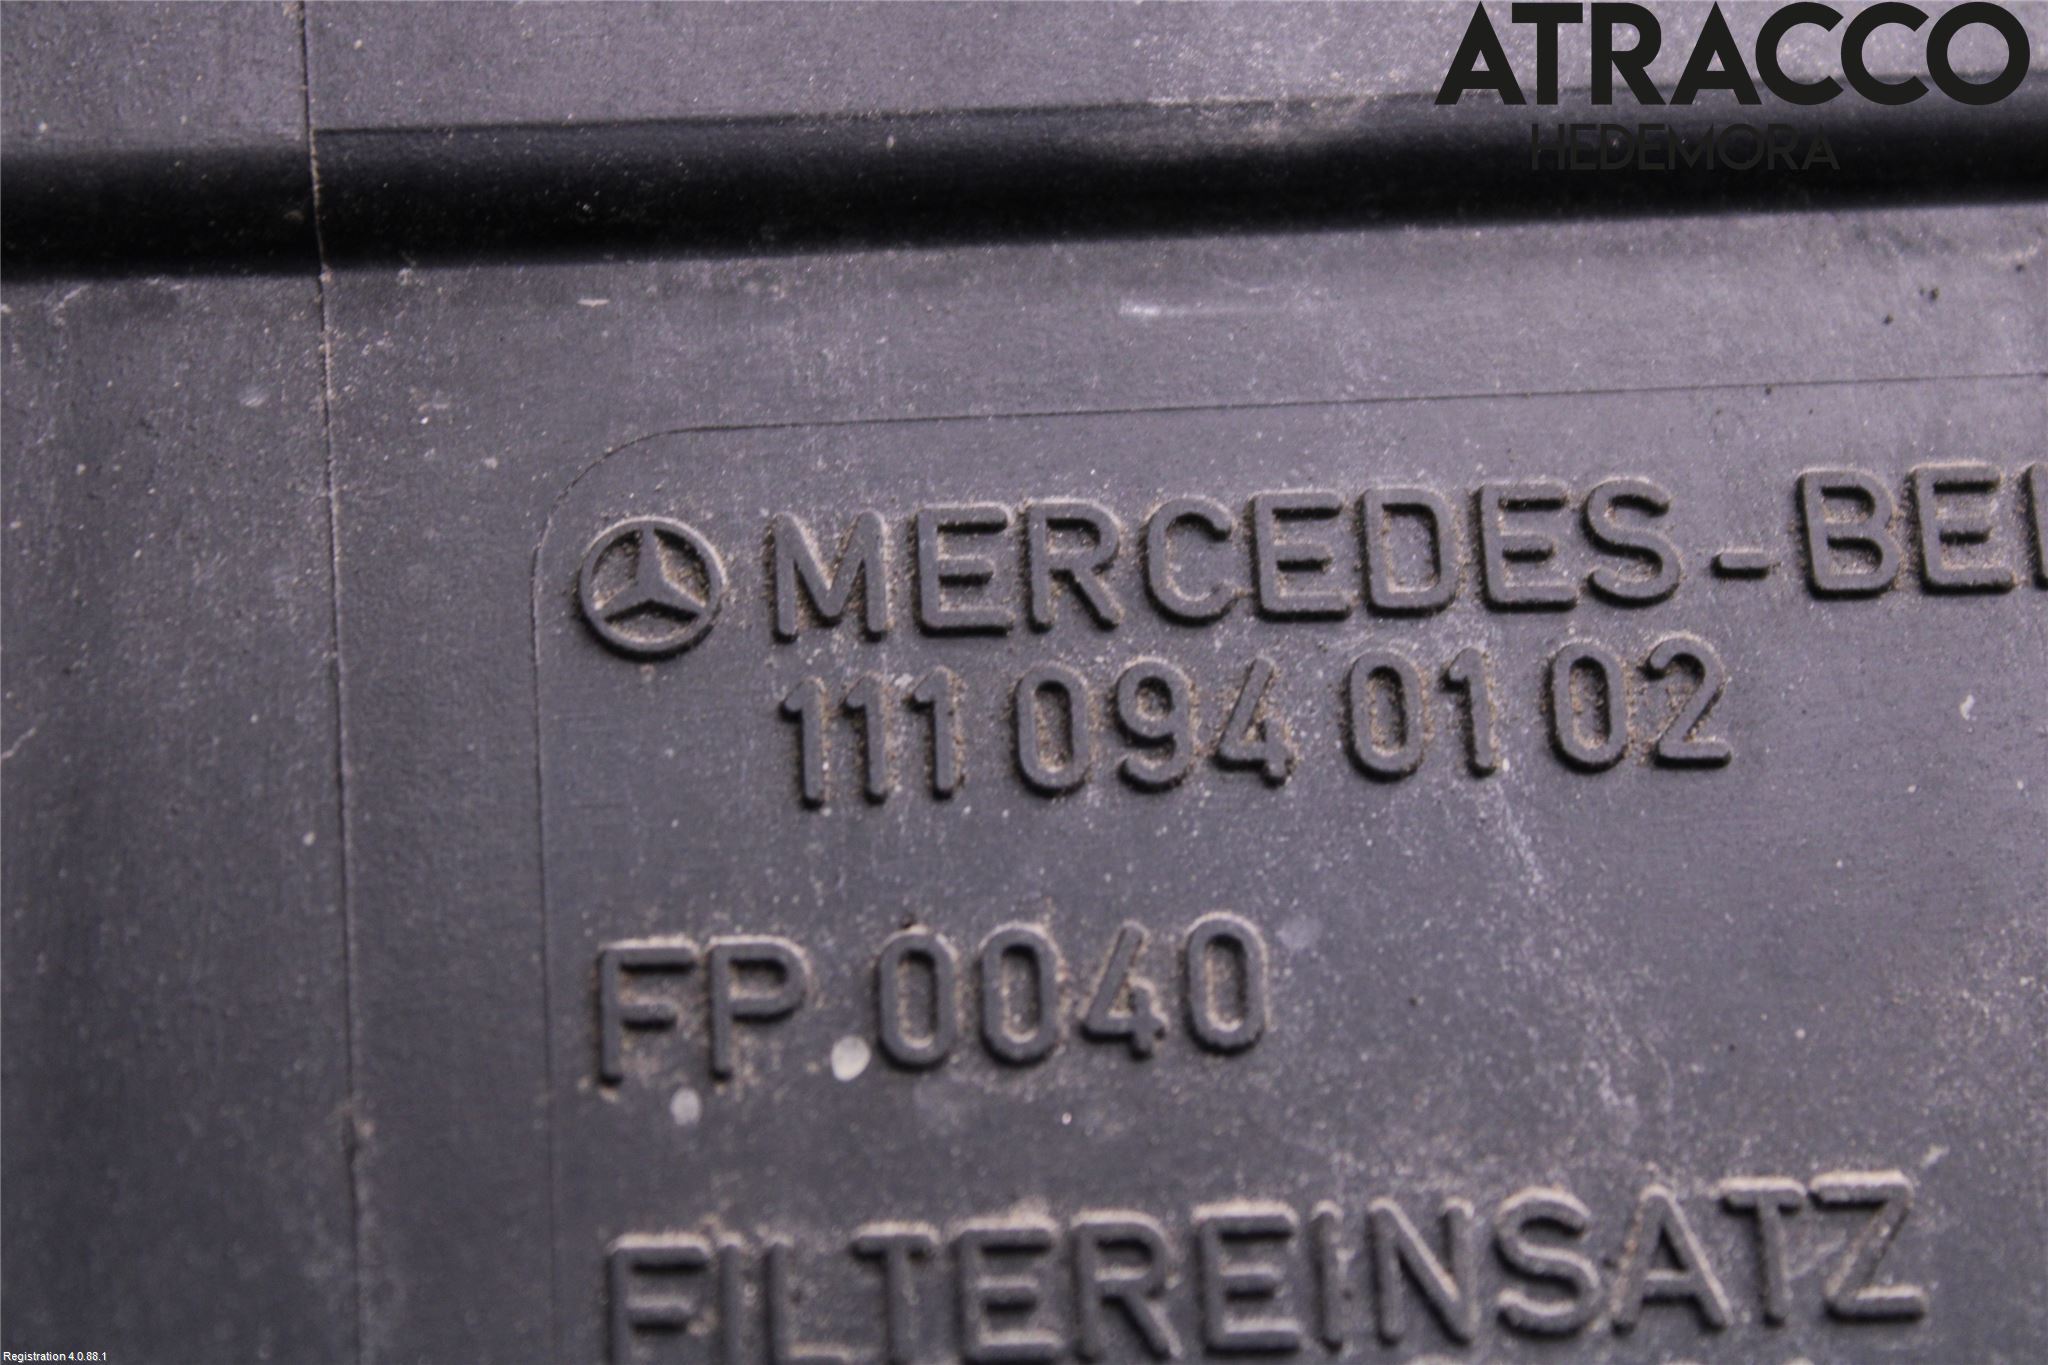 ATRACCO
HEDEMORA
MERCEDES-BE
111 094 01 02
FP 0040
FILTEREINSATZ
Registration 4.0.88.1